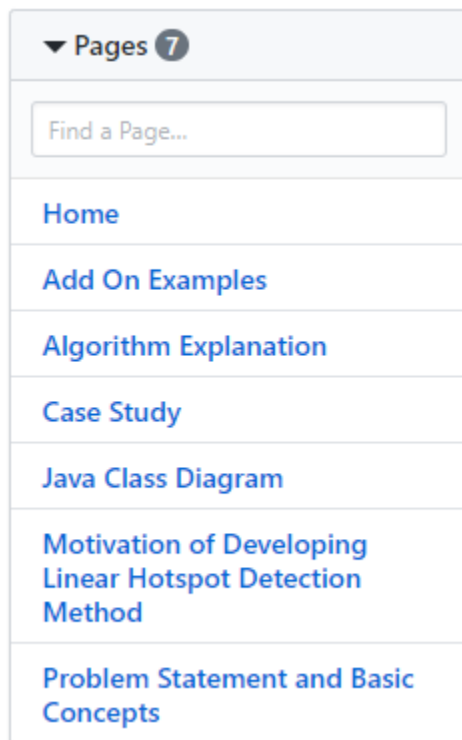 Pages 7
Find a Page...
Home
Add On Examples
Algorithm Explanation
Case Study
Java Class Diagram
Motivation of Developing
Linear Hotspot Detection
Method
Problem Statement and Basic
Concepts